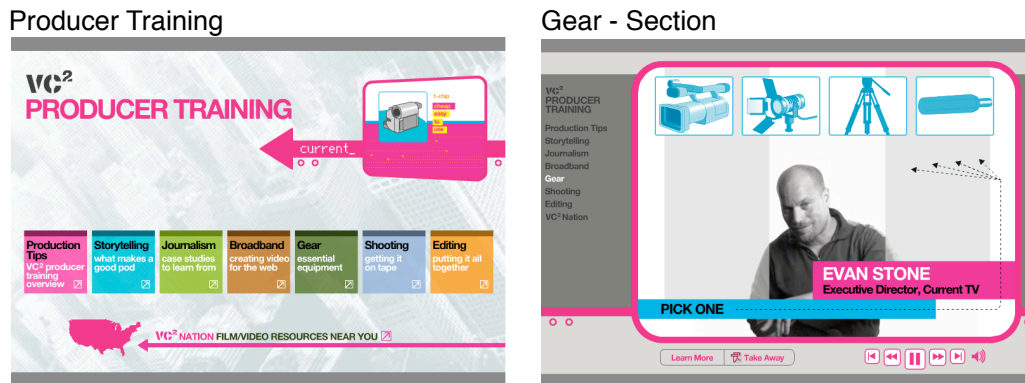 Producer Training
VC²
PRODUCER TRAINING
1-chip
cheap
easy
to
use
current_
Production
Tips
VC² producer
training
overview
Storytelling
what makes a
good pod
Journalism
case studies
to learn from
Broadband
creating video
for the web
Gear
essential
equipment
Shooting
getting it
on tape
Editing
putting it all
together
VC² NATION FILM/VIDEO RESOURCES NEAR YOU
Gear - Section
VC²
PRODUCER
TRAINING
Production Tips
Storytelling
Journalism
Broadband
Gear
Shooting
Editing
VC² Nation
EVAN STONE
Executive Director, Current TV
PICK ONE
Learn More
Take Away